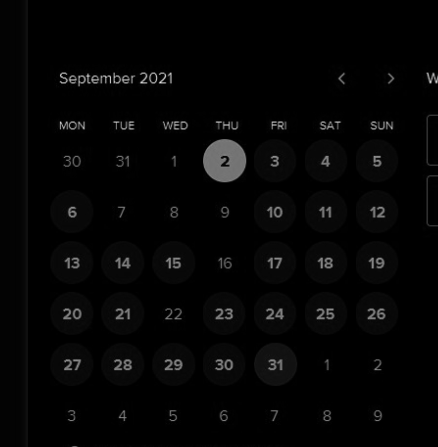 September 2021 < > W
MON TUE WED THU FRI SAT SUN
30 31 1 2 3 4 5
6 7 8 9 10 11 12
13 14 15 16 17 18 19
20 21 22 23 24 25 26
27 28 29 30 31 1 2
3 4 5 6 7 8 9